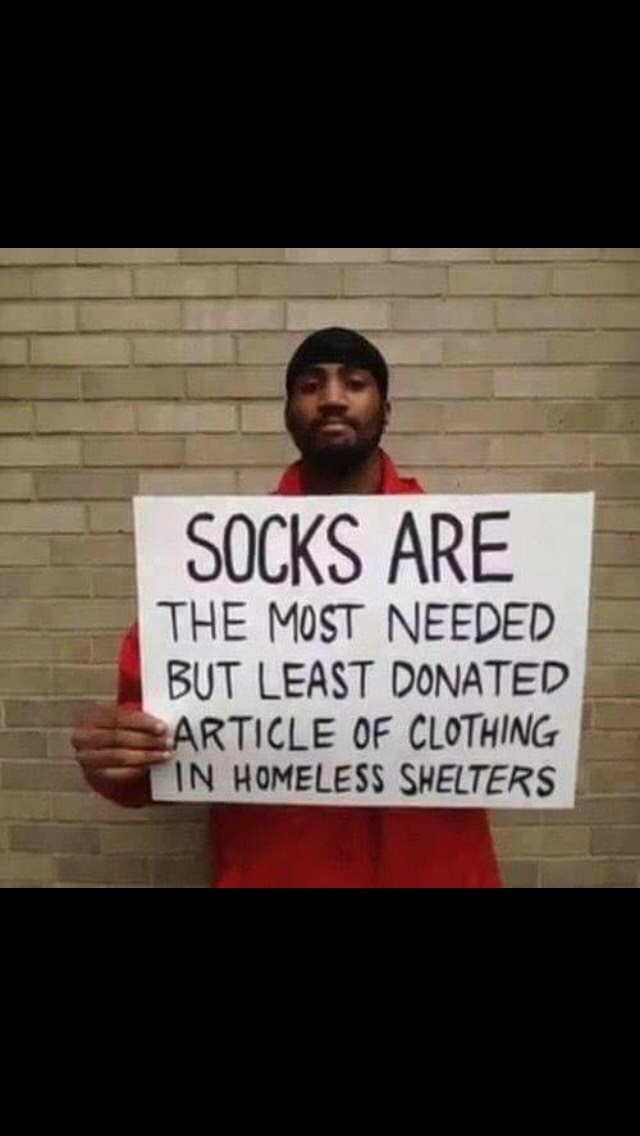 SOCKS ARE
THE MOST NEEDED
BUT LEAST DONATED
ARTICLE OF CLOTHING
IN HOMELESS SHELTERS